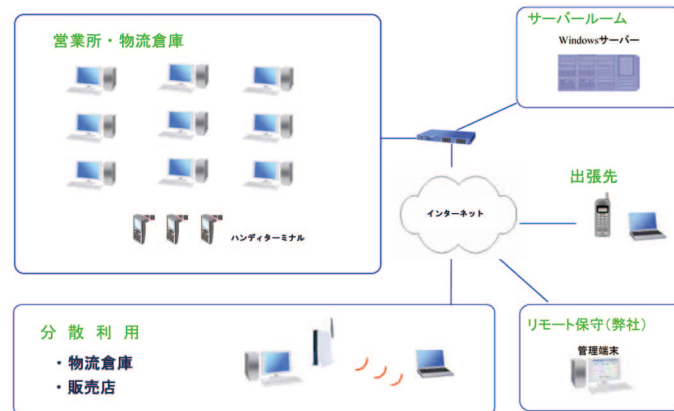 営業所・物流倉庫
サーバールーム
Windowsサーバー
ハンディターミナル
インターネット
出張先
分散利用
・物流倉庫
・販売店
リモート保守(弊社)
管理端末